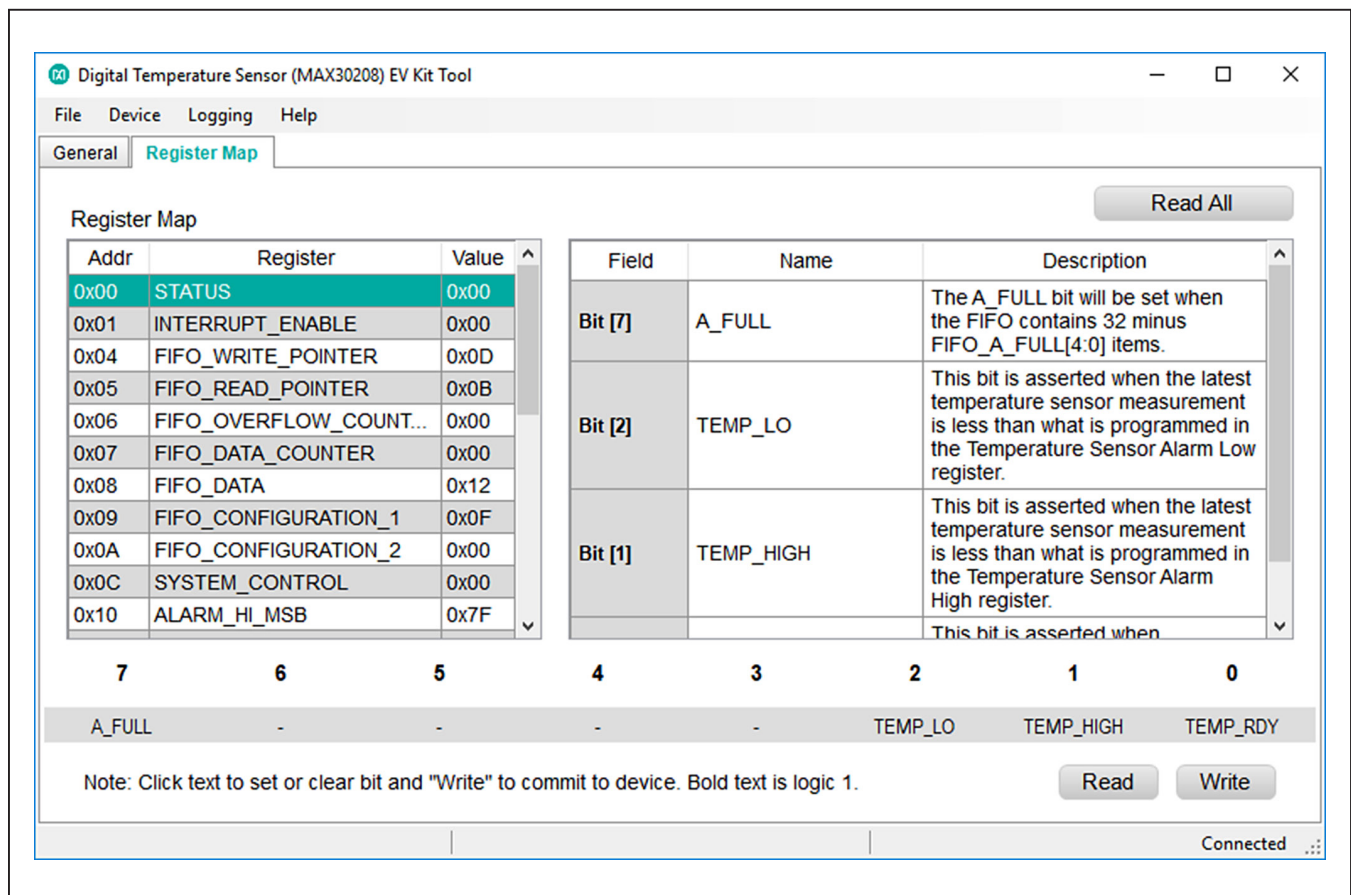 Digital Temperature Sensor (MAX30208) EV Kit Tool
File Device Logging Help
General Register Map
Read All
Register Map
Addr Register Value
0x00 STATUS 0x00
0x01 INTERRUPT_ENABLE 0x00
0x04 FIFO_WRITE_POINTER 0x0D
0x05 FIFO_READ_POINTER 0x0B
0x06 FIFO_OVERFLOW_COUNT... 0x00
0x07 FIFO_DATA_COUNTER 0x00
0x08 FIFO_DATA 0x12
0x09 FIFO_CONFIGURATION_1 0x0F
0x0A FIFO_CONFIGURATION_2 0x00
0x0C SYSTEM_CONTROL 0x00
0x10 ALARM_HI_MSB 0x7F
Field Name Description
Bit [7] A_FULL
The A_FULL bit will be set when
the FIFO contains 32 minus
FIFO_A_FULL[4:0] items.
Bit [2] TEMP_LO
This bit is asserted when the latest
temperature sensor measurement
is less than what is programmed in
the Temperature Sensor Alarm Low
register.
Bit [1] TEMP_HIGH
This bit is asserted when the latest
temperature sensor measurement
is less than what is programmed in
the Temperature Sensor Alarm
High register.
This bit is asserted when
7 6 5 4 3 2 1 0
A_FULL - - - - TEMP_LO TEMP_HIGH TEMP_RDY
Note: Click text to set or clear bit and "Write" to commit to device. Bold text is logic 1.
Read Write
Connected